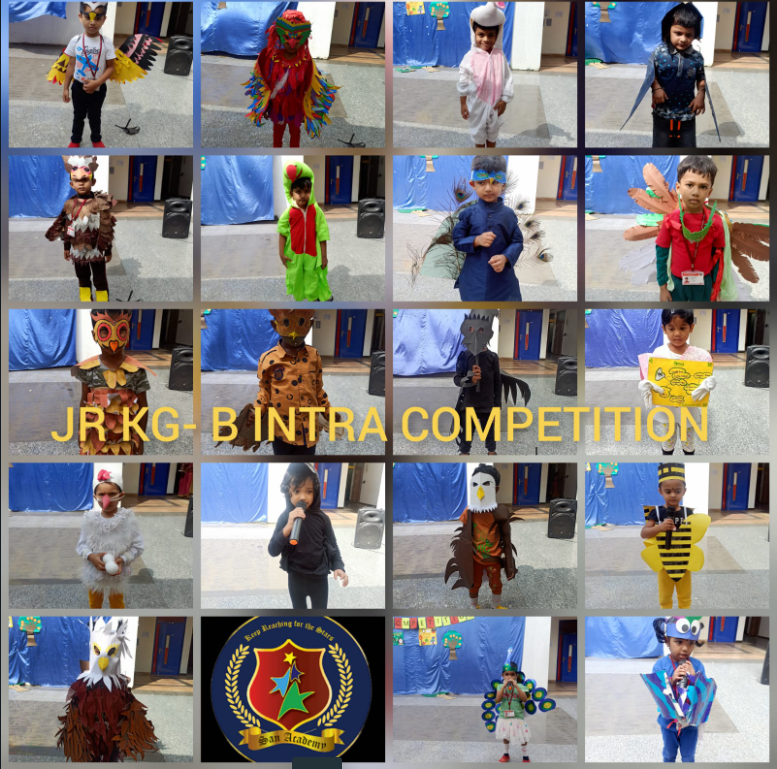 JR KG- B INTRA COMPETITION
Keep Reaching for the Stars
San Academy